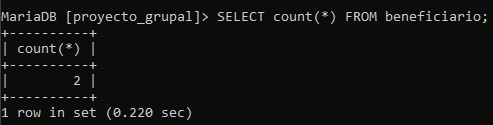 MariaDB [proyecto_grupal]> SELECT count(*) FROM beneficiario;
+----------+
| count(*) |
+----------+
|        2 |
+----------+
1 row in set (0.220 sec)